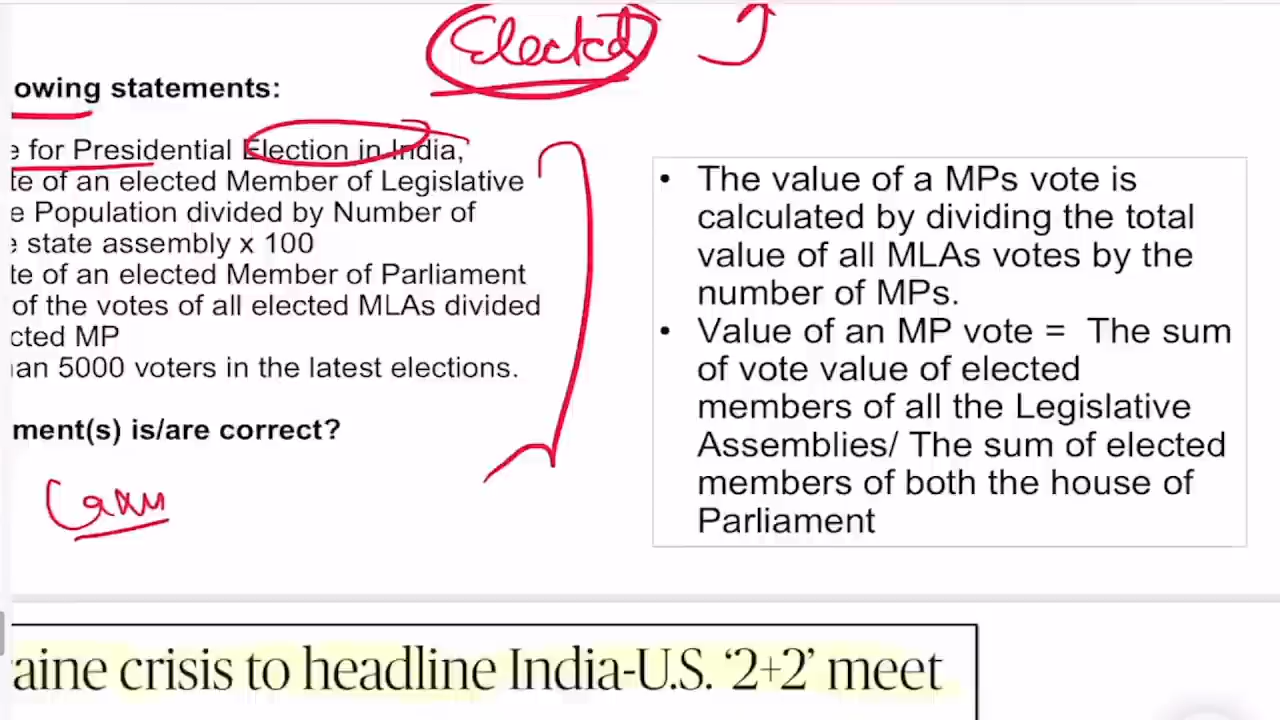 Elected
owing statements:
e for Presidential Election in India,
te of an elected Member of Legislative
e Population divided by Number of
e state assembly x 100
te of an elected Member of Parliament
of the votes of all elected MLAs divided
cted MP
an 5000 voters in the latest elections.
ment(s) is/are correct?
• The value of a MPs vote is
calculated by dividing the total
value of all MLAs votes by the
number of MPs.
• Value of an MP vote = The sum
of vote value of elected
members of all the Legislative
Assemblies/ The sum of elected
members of both the house of
Parliament
aine crisis to headline India-U.S. ‘2+2’ meet